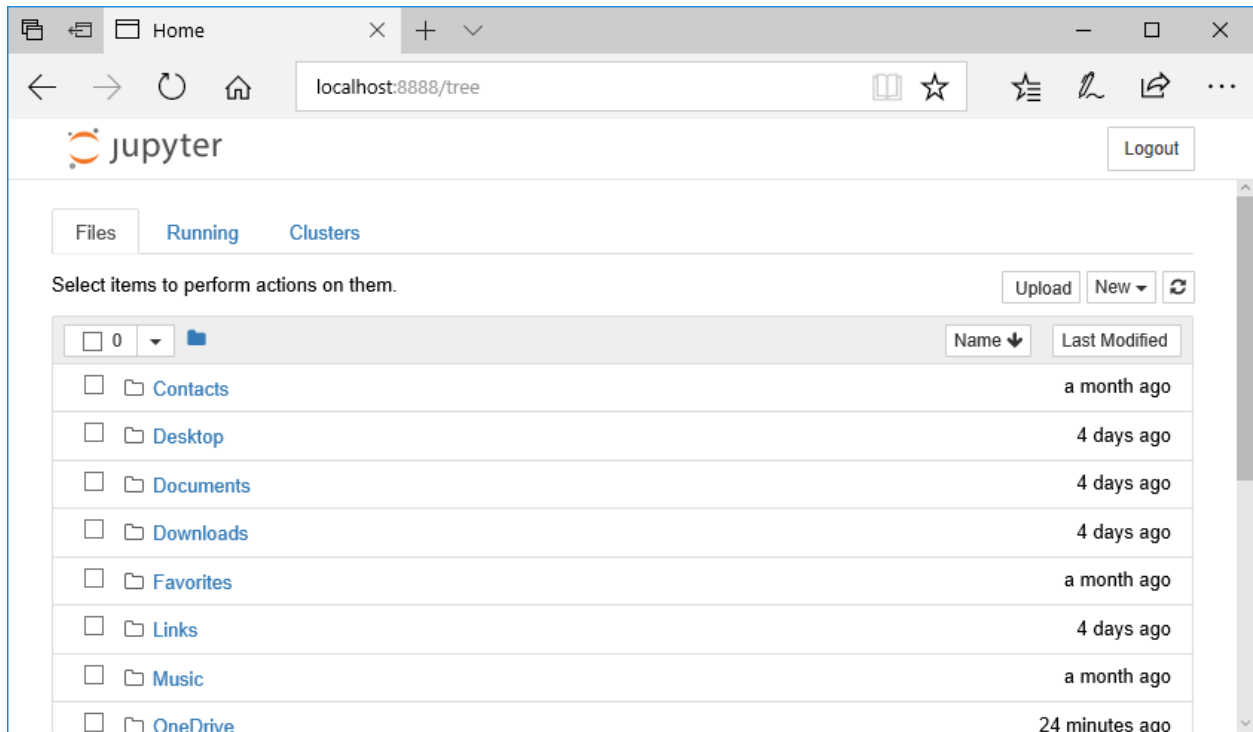 Home
localhost:8888/tree
jupyter
Logout
Files Running Clusters
Select items to perform actions on them.
Upload New
0 Name Last Modified
Contacts a month ago
Desktop 4 days ago
Documents 4 days ago
Downloads 4 days ago
Favorites a month ago
Links 4 days ago
Music a month ago
OneDrive 24 minutes ago